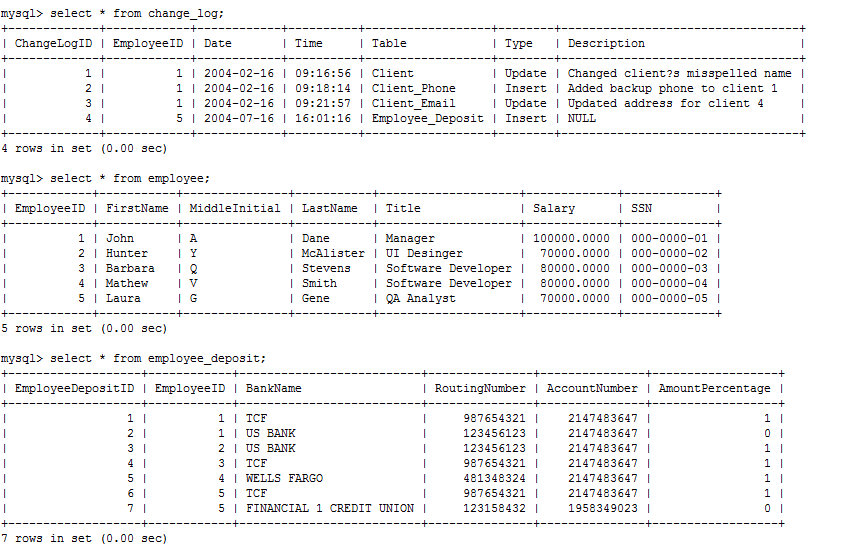 mysql> select * from change_log;
+-------------+------------+------------+----------+------------------+--------+--------------------------------+
| ChangeLogID | EmployeeID | Date       | Time     | Table            | Type   | Description                    |
+-------------+------------+------------+----------+------------------+--------+--------------------------------+
|           1 |          1 | 2004-02-16 | 09:16:56 | Client           | Update | Changed client?s misspelled name |
|           2 |          1 | 2004-02-16 | 09:18:14 | Client_Phone     | Insert | Added backup phone to client 1   |
|           3 |          1 | 2004-02-16 | 09:21:57 | Client_Email     | Update | Updated address for client 4     |
|           4 |          5 | 2004-07-16 | 16:01:16 | Employee_Deposit | Insert | NULL                             |
+-------------+------------+------------+----------+------------------+--------+--------------------------------+
4 rows in set (0.00 sec)
mysql> select * from employee;
+------------+-----------+---------------+-----------+--------------------+-------------+-------------+
| EmployeeID | FirstName | MiddleInitial | LastName  | Title              | Salary      | SSN         |
+------------+-----------+---------------+-----------+--------------------+-------------+-------------+
|          1 | John      | A             | Dane      | Manager            | 100000.0000 | 000-0000-01 |
|          2 | Hunter    | Y             | McAlister | UI Desinger        |  70000.0000 | 000-0000-02 |
|          3 | Barbara   | Q             | Stevens   | Software Developer |  80000.0000 | 000-0000-03 |
|          4 | Mathew    | V             | Smith     | Software Developer |  80000.0000 | 000-0000-04 |
|          5 | Laura     | G             | Gene      | QA Analyst         |  70000.0000 | 000-0000-05 |
+------------+-----------+---------------+-----------+--------------------+-------------+-------------+
5 rows in set (0.00 sec)
mysql> select * from employee_deposit;
+-------------------+------------+--------------------------+---------------+---------------+------------------+
| EmployeeDepositID | EmployeeID | BankName                 | RoutingNumber | AccountNumber | AmountPercentage |
+-------------------+------------+--------------------------+---------------+---------------+------------------+
|                 1 |          1 | TCF                      |     987654321 |    2147483647 |                1 |
|                 2 |          1 | US BANK                  |     123456123 |    2147483647 |                0 |
|                 3 |          2 | US BANK                  |     123456123 |    2147483647 |                1 |
|                 4 |          3 | TCF                      |     987654321 |    2147483647 |                1 |
|                 5 |          4 | WELLS FARGO              |     481348324 |    2147483647 |                1 |
|                 6 |          5 | TCF                      |     987654321 |    2147483647 |                1 |
|                 7 |          5 | FINANCIAL 1 CREDIT UNION |     123158432 |    1958349023 |                0 |
+-------------------+------------+--------------------------+---------------+---------------+------------------+
7 rows in set (0.00 sec)